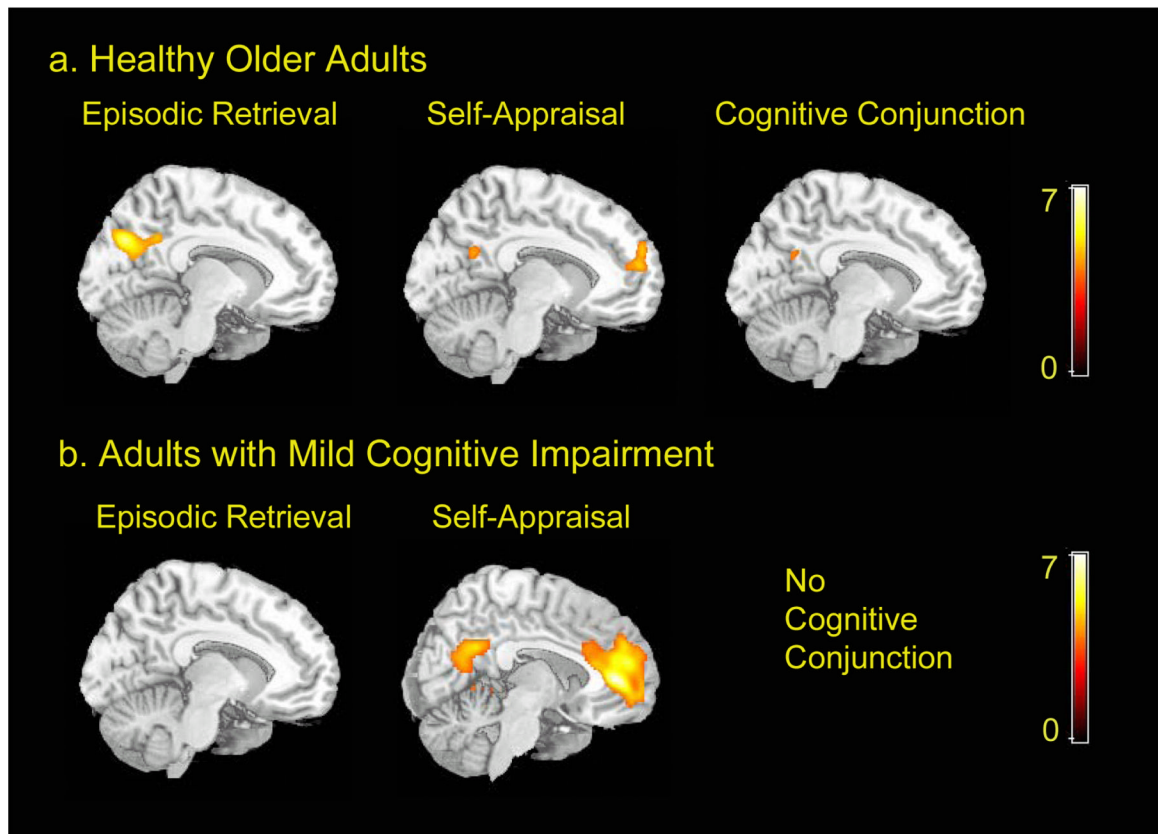 a. Healthy Older Adults
Episodic Retrieval
Self-Appraisal
Cognitive Conjunction
7
0
b. Adults with Mild Cognitive Impairment
Episodic Retrieval
Self-Appraisal
No
Cognitive
Conjunction
7
0